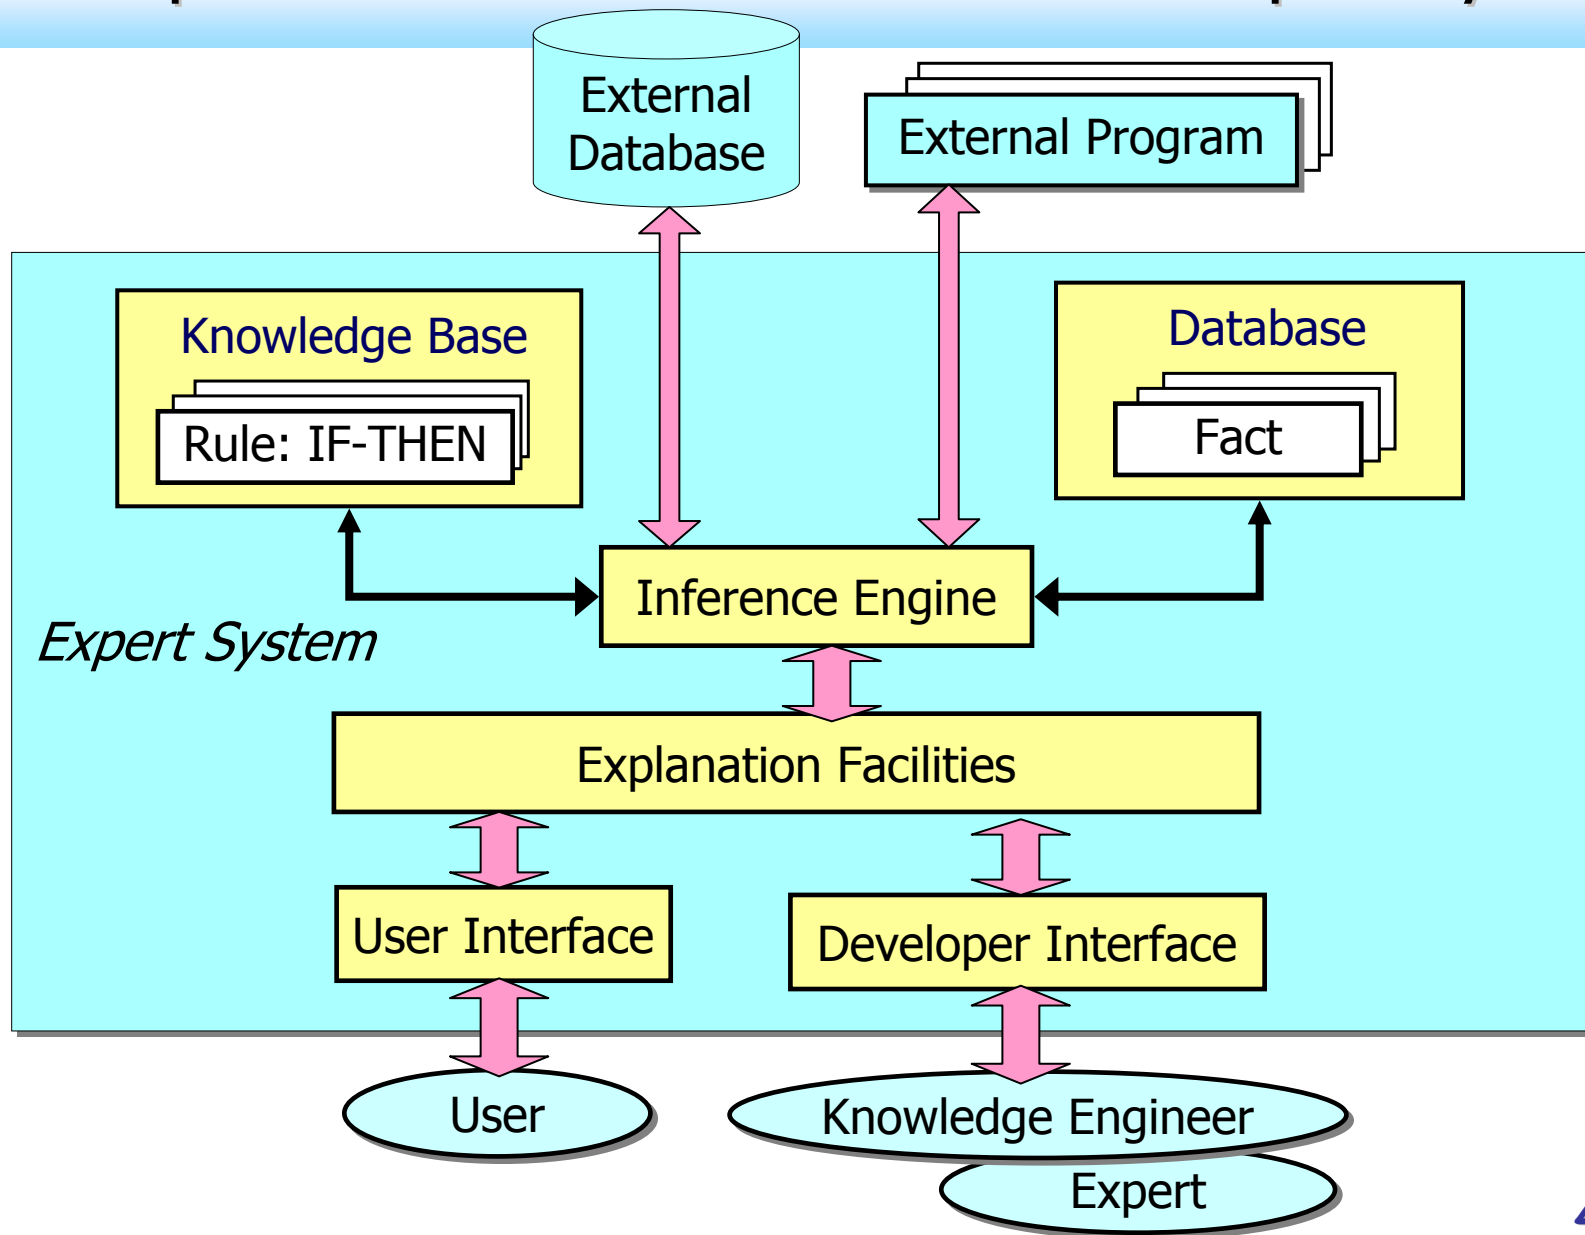 External
Database
External Program
Knowledge Base
Rule: IF-THEN
Database
Fact
Inference Engine
Expert System
Explanation Facilities
User Interface
Developer Interface
User
Knowledge Engineer
Expert